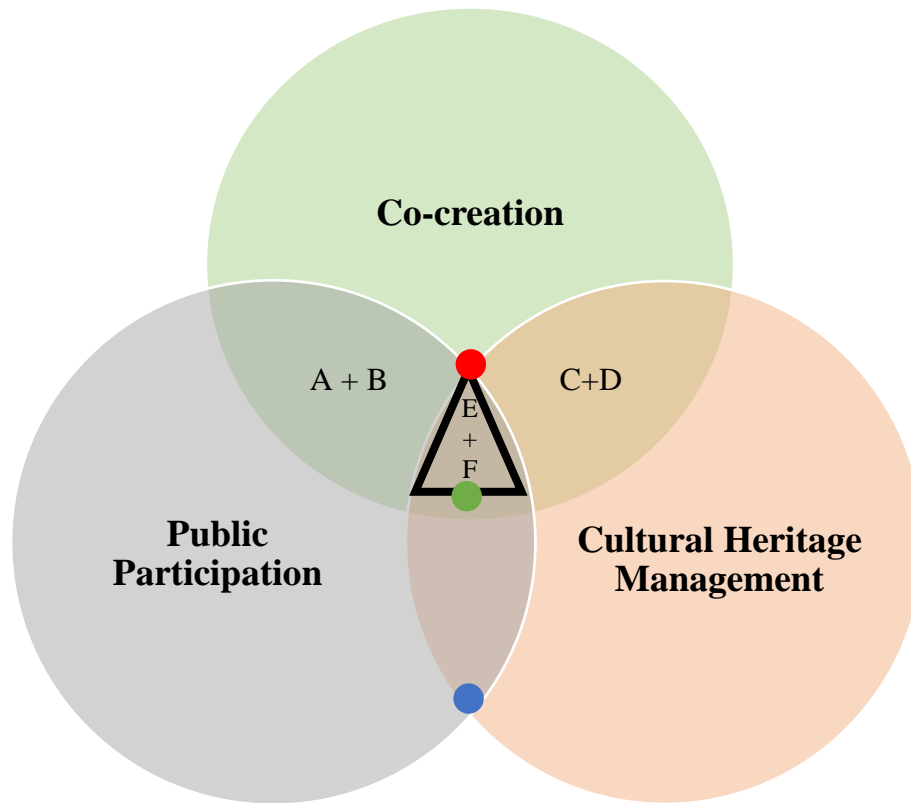 Co-creation
A + B
C+D
E
+
F
Public
Participation
Cultural Heritage
Management